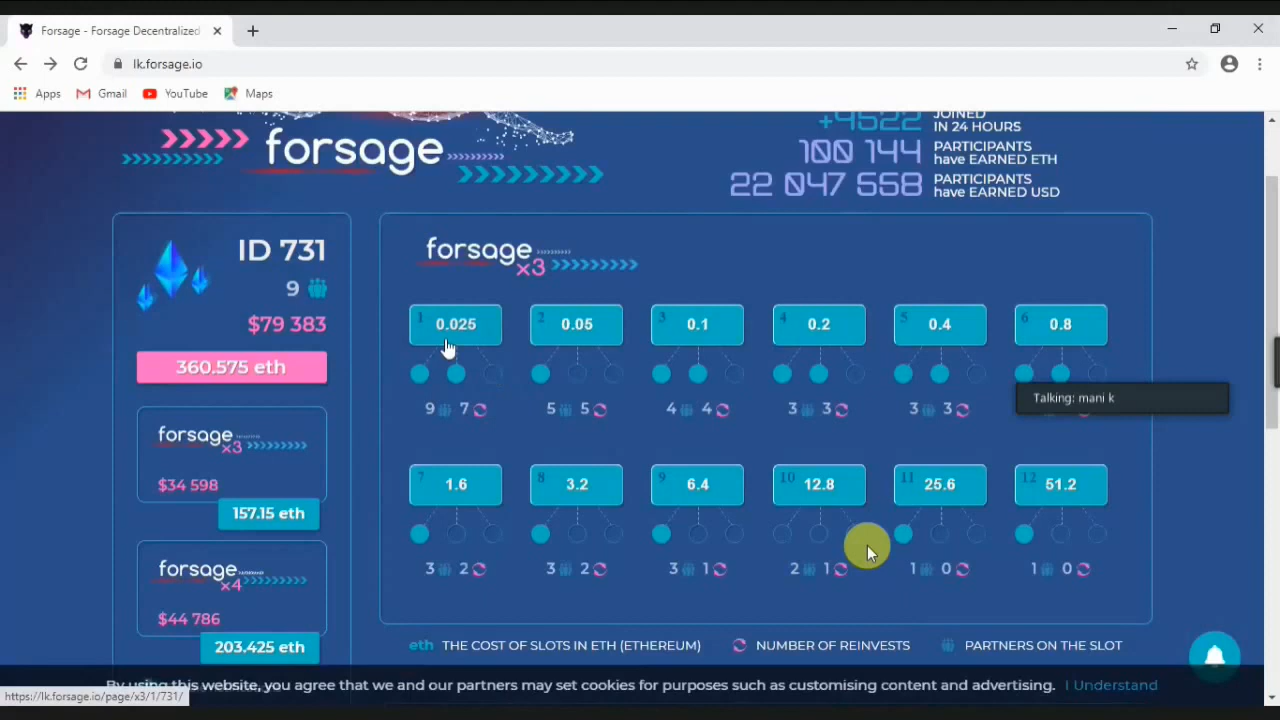 Forsage - Forsage Decentralized
lk.forsage.io
Apps Gmail YouTube Maps
forsage
+4522 JOINED
IN 24 HOURS
100 144 PARTICIPANTS
have EARNED ETH
22 047 558 PARTICIPANTS
have EARNED USD
ID 731
9
$79 383
360.575 eth
forsage
x3
$34 598
157.15 eth
forsage
x4
$44 786
203.425 eth
forsage
x3
1 0.025 2 0.05 3 0.1 4 0.2 5 0.4 6 0.8
Talking: mani k
9 7 5 5 4 4 3 3 3 3
7 1.6 8 3.2 9 6.4 10 12.8 11 25.6 12 51.2
3 2 3 2 3 1 2 1 1 0 1 0
eth THE COST OF SLOTS IN ETH (ETHEREUM) NUMBER OF REINVESTS PARTNERS ON THE SLOT
By using this website, you agree that we and our partners may set cookies for purposes such as customising content and advertising. I Understand
https://lk.forsage.io/page/x3/1/731/